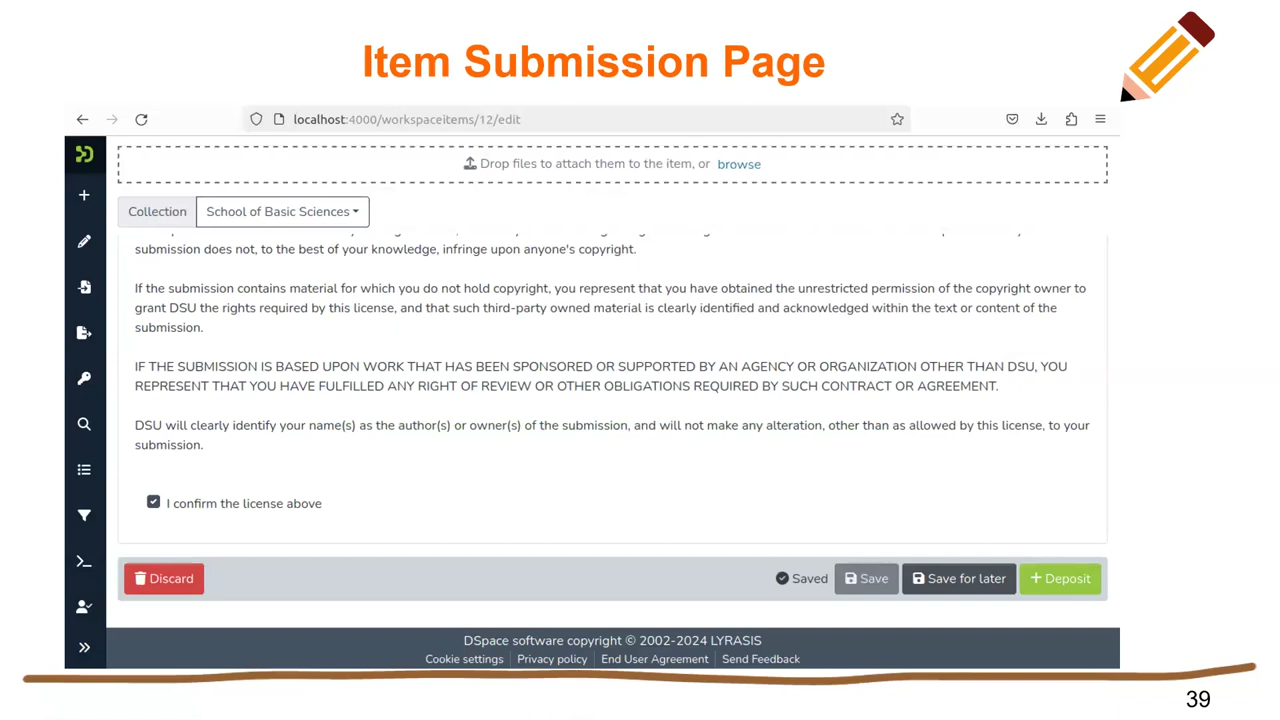 Item Submission Page
localhost:4000/workspaceitems/12/edit
Drop files to attach them to the item, or browse
Collection School of Basic Sciences
submission does not, to the best of your knowledge, infringe upon anyone's copyright.
If the submission contains material for which you do not hold copyright, you represent that you have obtained the unrestricted permission of the copyright owner to
grant DSU the rights required by this license, and that such third-party owned material is clearly identified and acknowledged within the text or content of the
submission.
IF THE SUBMISSION IS BASED UPON WORK THAT HAS BEEN SPONSORED OR SUPPORTED BY AN AGENCY OR ORGANIZATION OTHER THAN DSU, YOU
REPRESENT THAT YOU HAVE FULFILLED ANY RIGHT OF REVIEW OR OTHER OBLIGATIONS REQUIRED BY SUCH CONTRACT OR AGREEMENT.
DSU will clearly identify your name(s) as the author(s) or owner(s) of the submission, and will not make any alteration, other than as allowed by this license, to your
submission.
I confirm the license above
Discard Saved Save Save for later Deposit
DSpace software copyright © 2002-2024 LYRASIS
Cookie settings Privacy policy End User Agreement Send Feedback
39